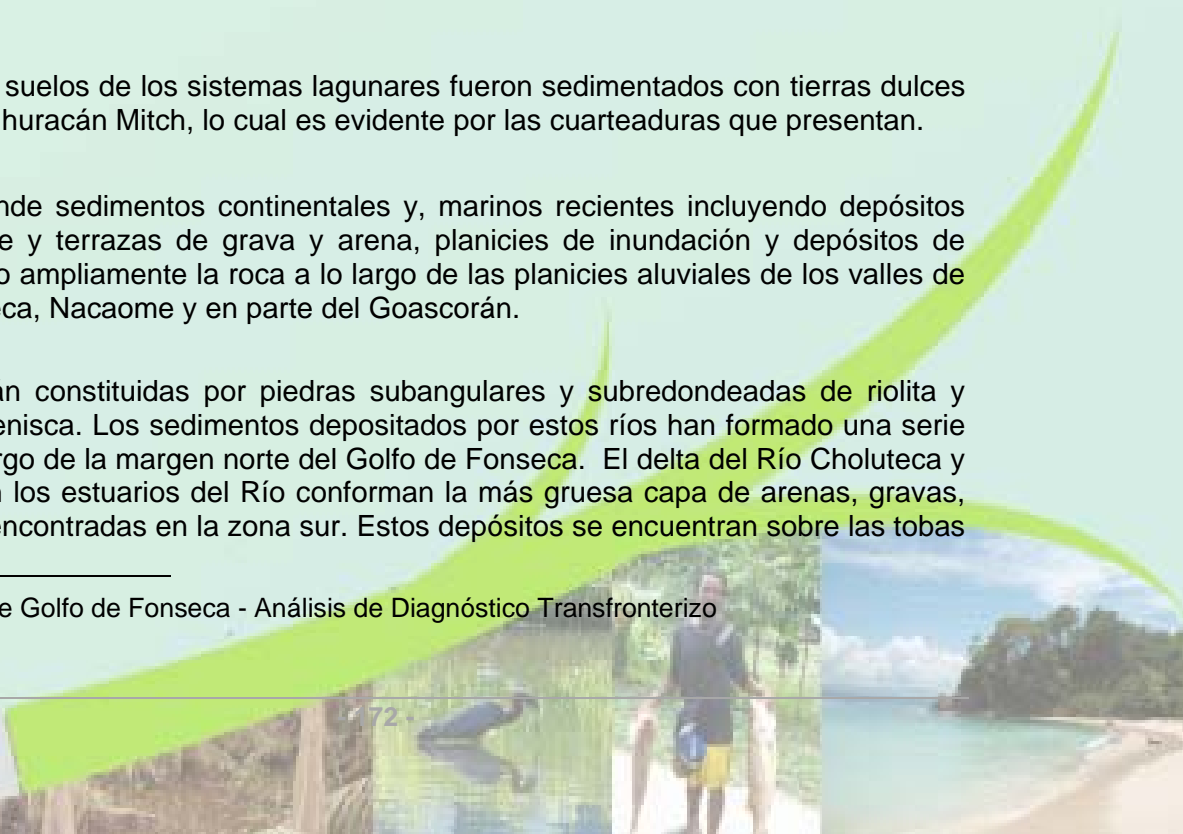 suelos de los sistemas lagunares fueron sedimentados con tierras dulces
huracán Mitch, lo cual es evidente por las cuarteaduras que presentan.
nde sedimentos continentales y, marinos recientes incluyendo depósitos
e y terrazas de grava y arena, planicies de inundación y depósitos de
o ampliamente la roca a lo largo de las planicies aluviales de los valles de
eca, Nacaome y en parte del Goascorán.
an constituidas por piedras subangulares y subredondeadas de riolita y
enisca. Los sedimentos depositados por estos ríos han formado una serie
rgo de la margen norte del Golfo de Fonseca. El delta del Río Choluteca y
n los estuarios del Río conforman la más gruesa capa de arenas, gravas,
encontradas en la zona sur. Estos depósitos se encuentran sobre las tobas
e Golfo de Fonseca - Análisis de Diagnóstico Transfronterizo
72 -